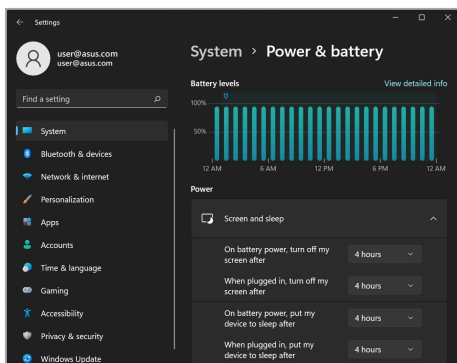 Settings
user@asus.com
user@asus.com
Find a setting
System
Bluetooth & devices
Network & internet
Personalization
Apps
Accounts
Time & language
Gaming
Accessibility
Privacy & security
Windows Update
System > Power & battery
Battery levels
View detailed info
100%
50%
12 AM 6 AM 12 PM 6 PM 12 AM
Power
Screen and sleep
On battery power, turn off my
screen after
4 hours
When plugged in, turn off my
screen after
4 hours
On battery power, put my
device to sleep after
4 hours
When plugged in, put my
device to sleep after
4 hours